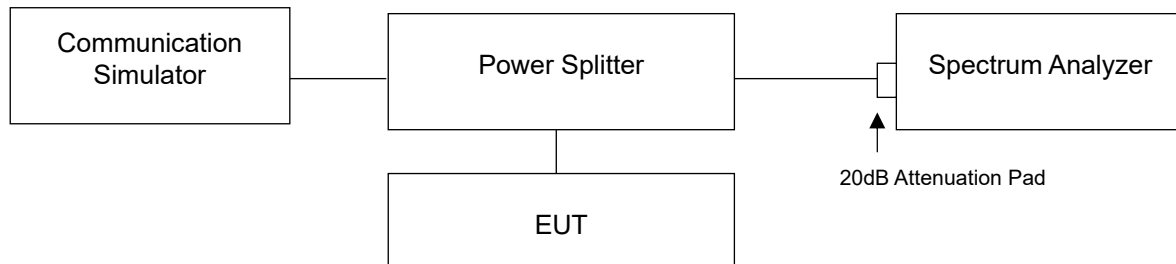 Communication
Simulator
Power Splitter
Spectrum Analyzer
20dB Attenuation Pad
EUT